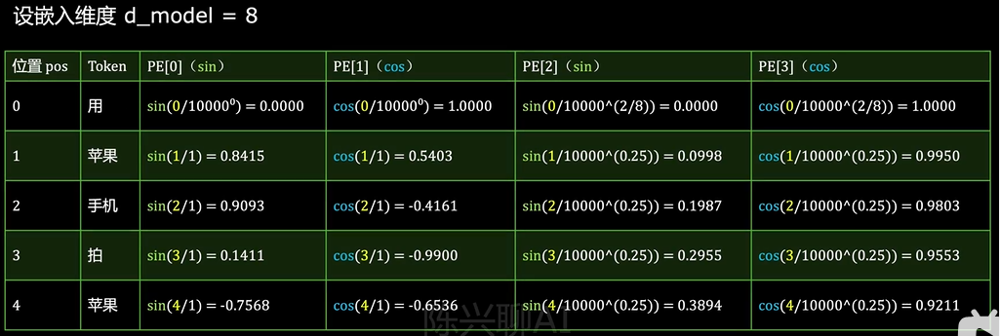 设嵌入维度 d_model = 8
位置 pos Token PE[0]（sin） PE[1]（cos） PE[2]（sin） PE[3]（cos）
0 用 sin(0/10000⁰) = 0.0000 cos(0/10000⁰) = 1.0000 sin(0/10000^(2/8)) = 0.0000 cos(0/10000^(2/8)) = 1.0000
1 苹果 sin(1/1) = 0.8415 cos(1/1) = 0.5403 sin(1/10000^(0.25)) = 0.0998 cos(1/10000^(0.25)) = 0.9950
2 手机 sin(2/1) = 0.9093 cos(2/1) = -0.4161 sin(2/10000^(0.25)) = 0.1987 cos(2/10000^(0.25)) = 0.9803
3 拍 sin(3/1) = 0.1411 cos(3/1) = -0.9900 sin(3/10000^(0.25)) = 0.2955 cos(3/10000^(0.25)) = 0.9553
4 苹果 sin(4/1) = -0.7568 cos(4/1) = -0.6536 sin(4/10000^(0.25)) = 0.3894 cos(4/10000^(0.25)) = 0.9211
陈兴聊AI